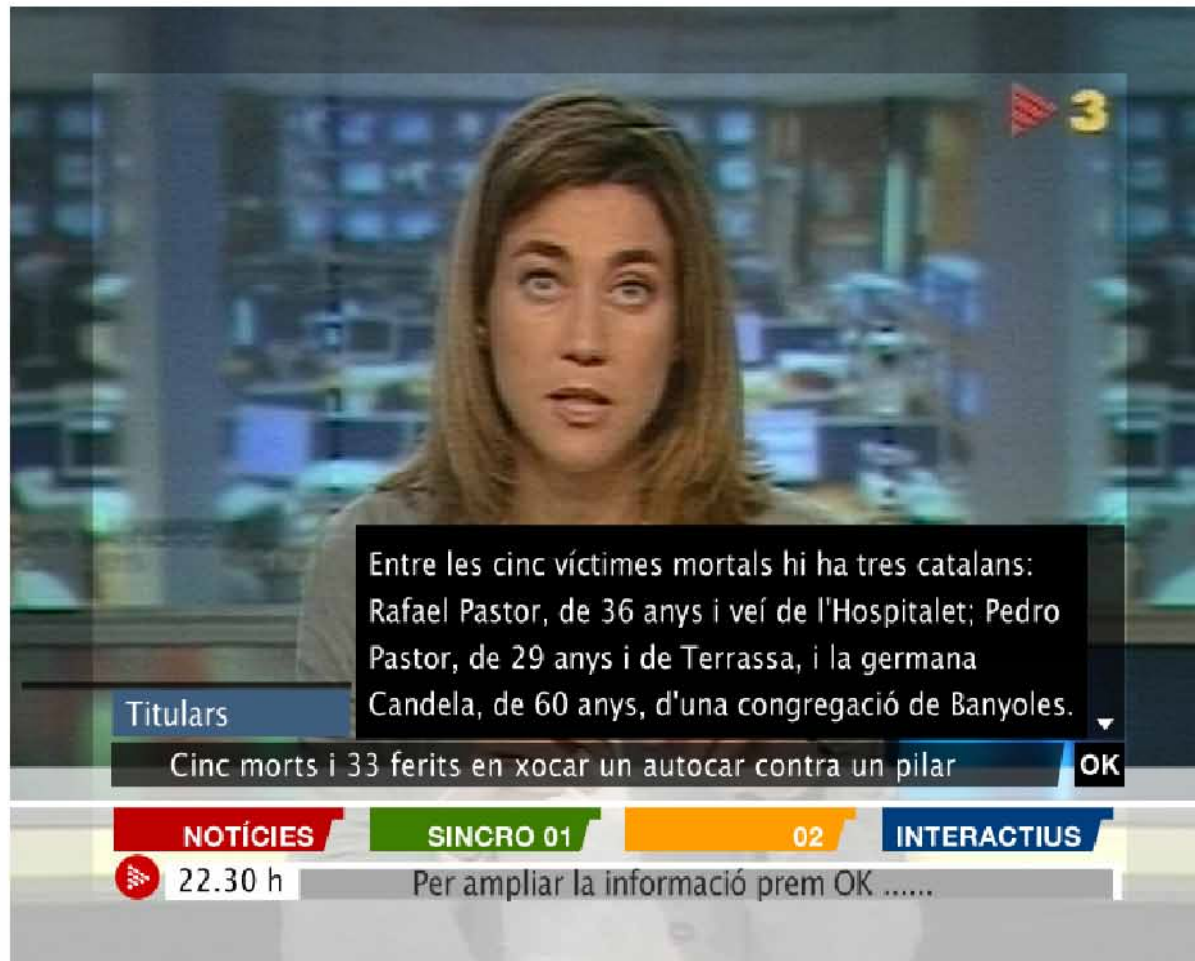 3
Entre les cinc víctimes mortals hi ha tres catalans:
Rafael Pastor, de 36 anys i veí de l'Hospitalet; Pedro
Pastor, de 29 anys i de Terrassa, i la germana
Candela, de 60 anys, d'una congregació de Banyoles.
Titulars
Cinc morts i 33 ferits en xocar un autocar contra un pilar
OK
NOTÍCIES
SINCRO 01
02
INTERACTIUS
22.30 h
Per ampliar la informació prem OK ......